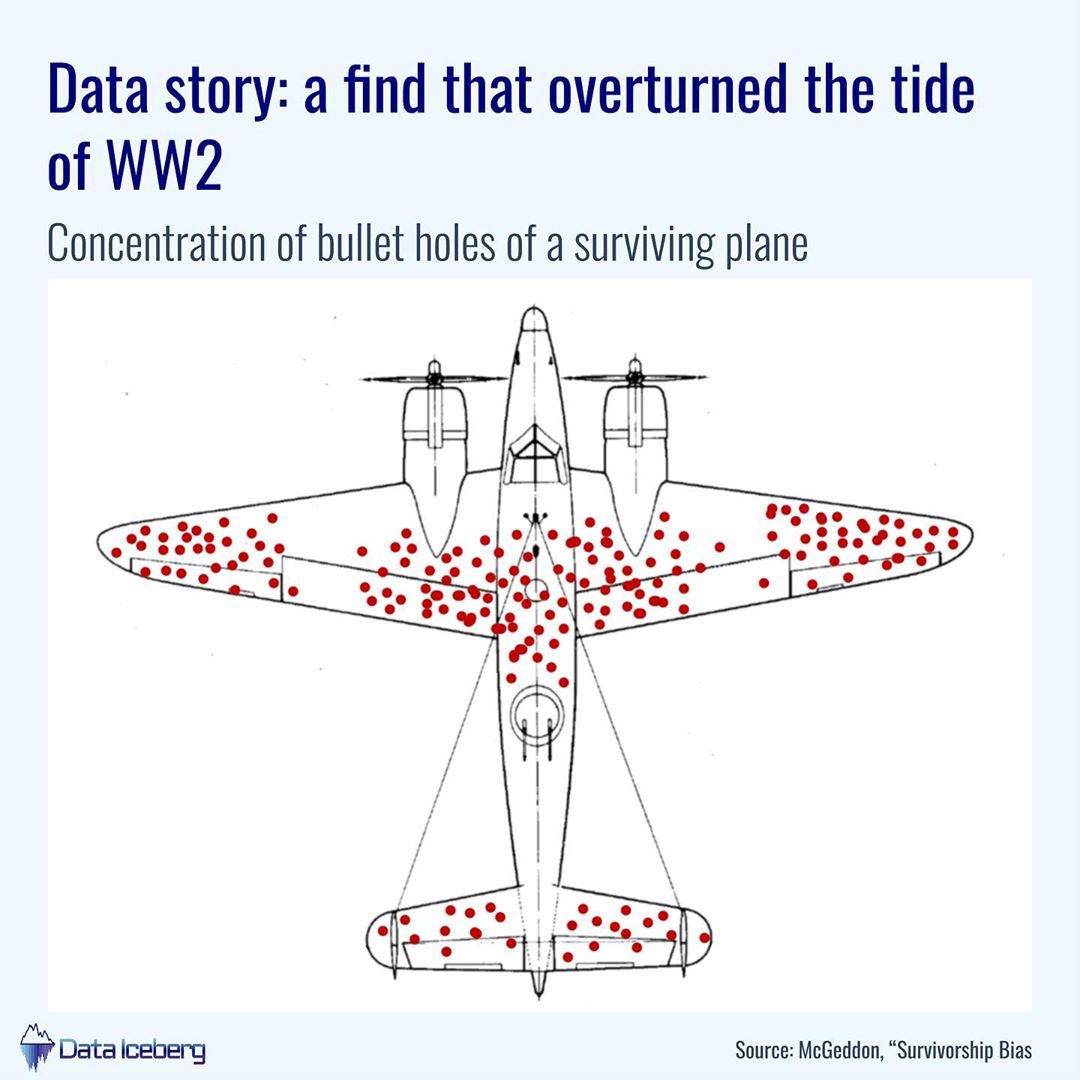 Data story: a find that overturned the tide
of WW2
Concentration of bullet holes of a surviving plane
Data Iceberg
Source: McGeddon, “Survivorship Bias